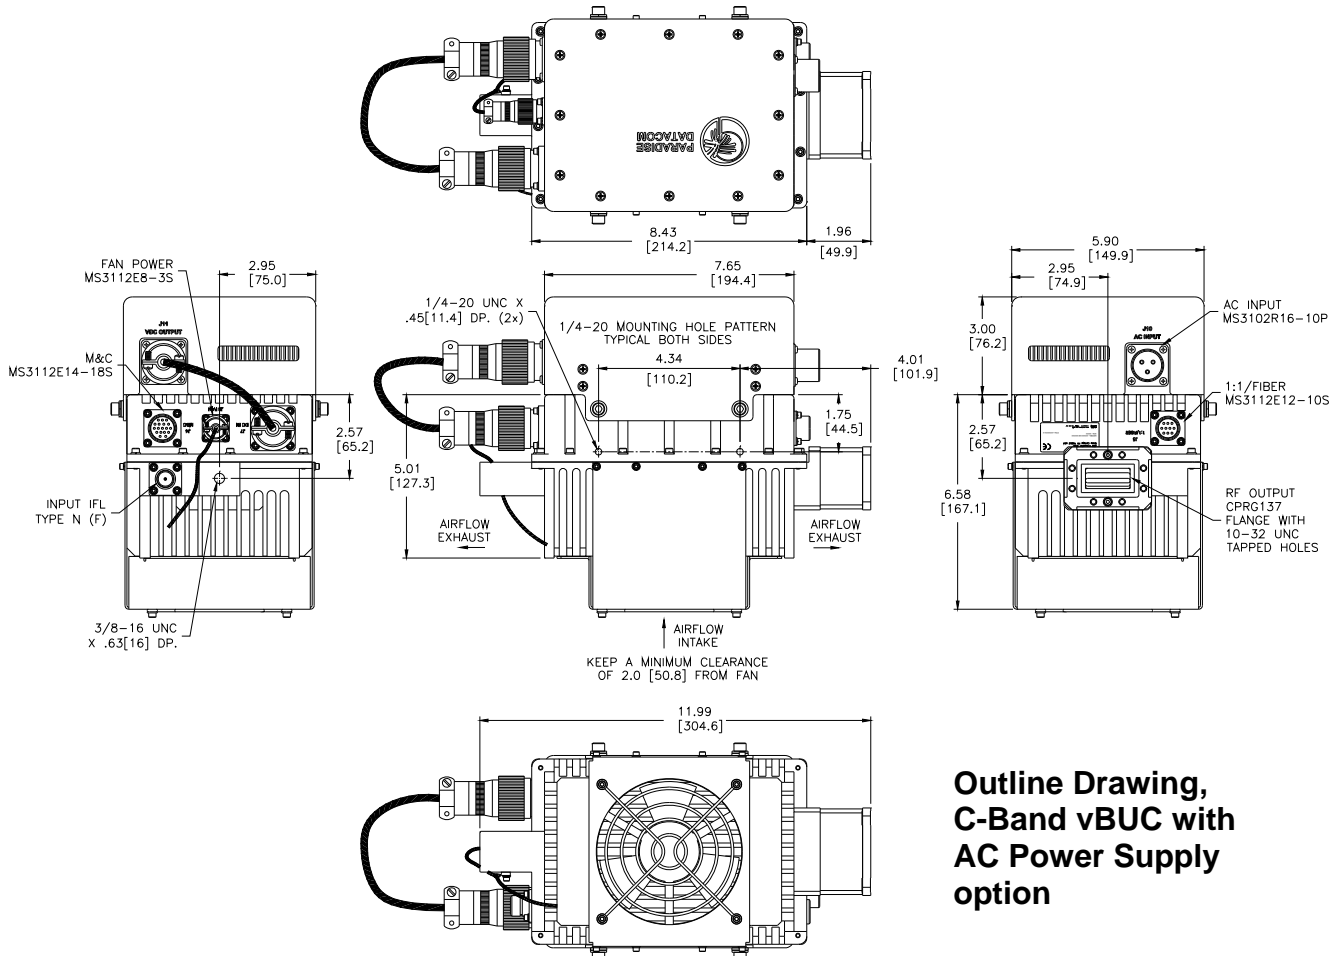 PARADISE
DATACOM
8.43
[214.2]
1.96
[49.9]
FAN POWER
MS3112E8-3S
2.95
[75.0]
M&C
MS3112E14-18S
J11
VDC OUTPUT
2.57
[65.2]
INPUT IFL
TYPE N (F)
3/8-16 UNC
X .63[16] DP.
7.65
[194.4]
1/4-20 UNC X
.45[11.4] DP. (2x)
1/4-20 MOUNTING HOLE PATTERN
TYPICAL BOTH SIDES
4.34
[110.2]
4.01
[101.9]
1.75
[44.5]
5.01
[127.3]
AIRFLOW
EXHAUST
AIRFLOW
EXHAUST
AIRFLOW
INTAKE
KEEP A MINIMUM CLEARANCE
OF 2.0 [50.8] FROM FAN
5.90
[149.9]
2.95
[74.9]
3.00
[76.2]
AC INPUT
MS3102R16-10P
J10
AC INPUT
1:1/FIBER
MS3112E12-10S
2.57
[65.2]
6.58
[167.1]
RF OUTPUT
CPRG137
FLANGE WITH
10-32 UNC
TAPPED HOLES
11.99
[304.6]
Outline Drawing,
C-Band vBUC with
AC Power Supply
option